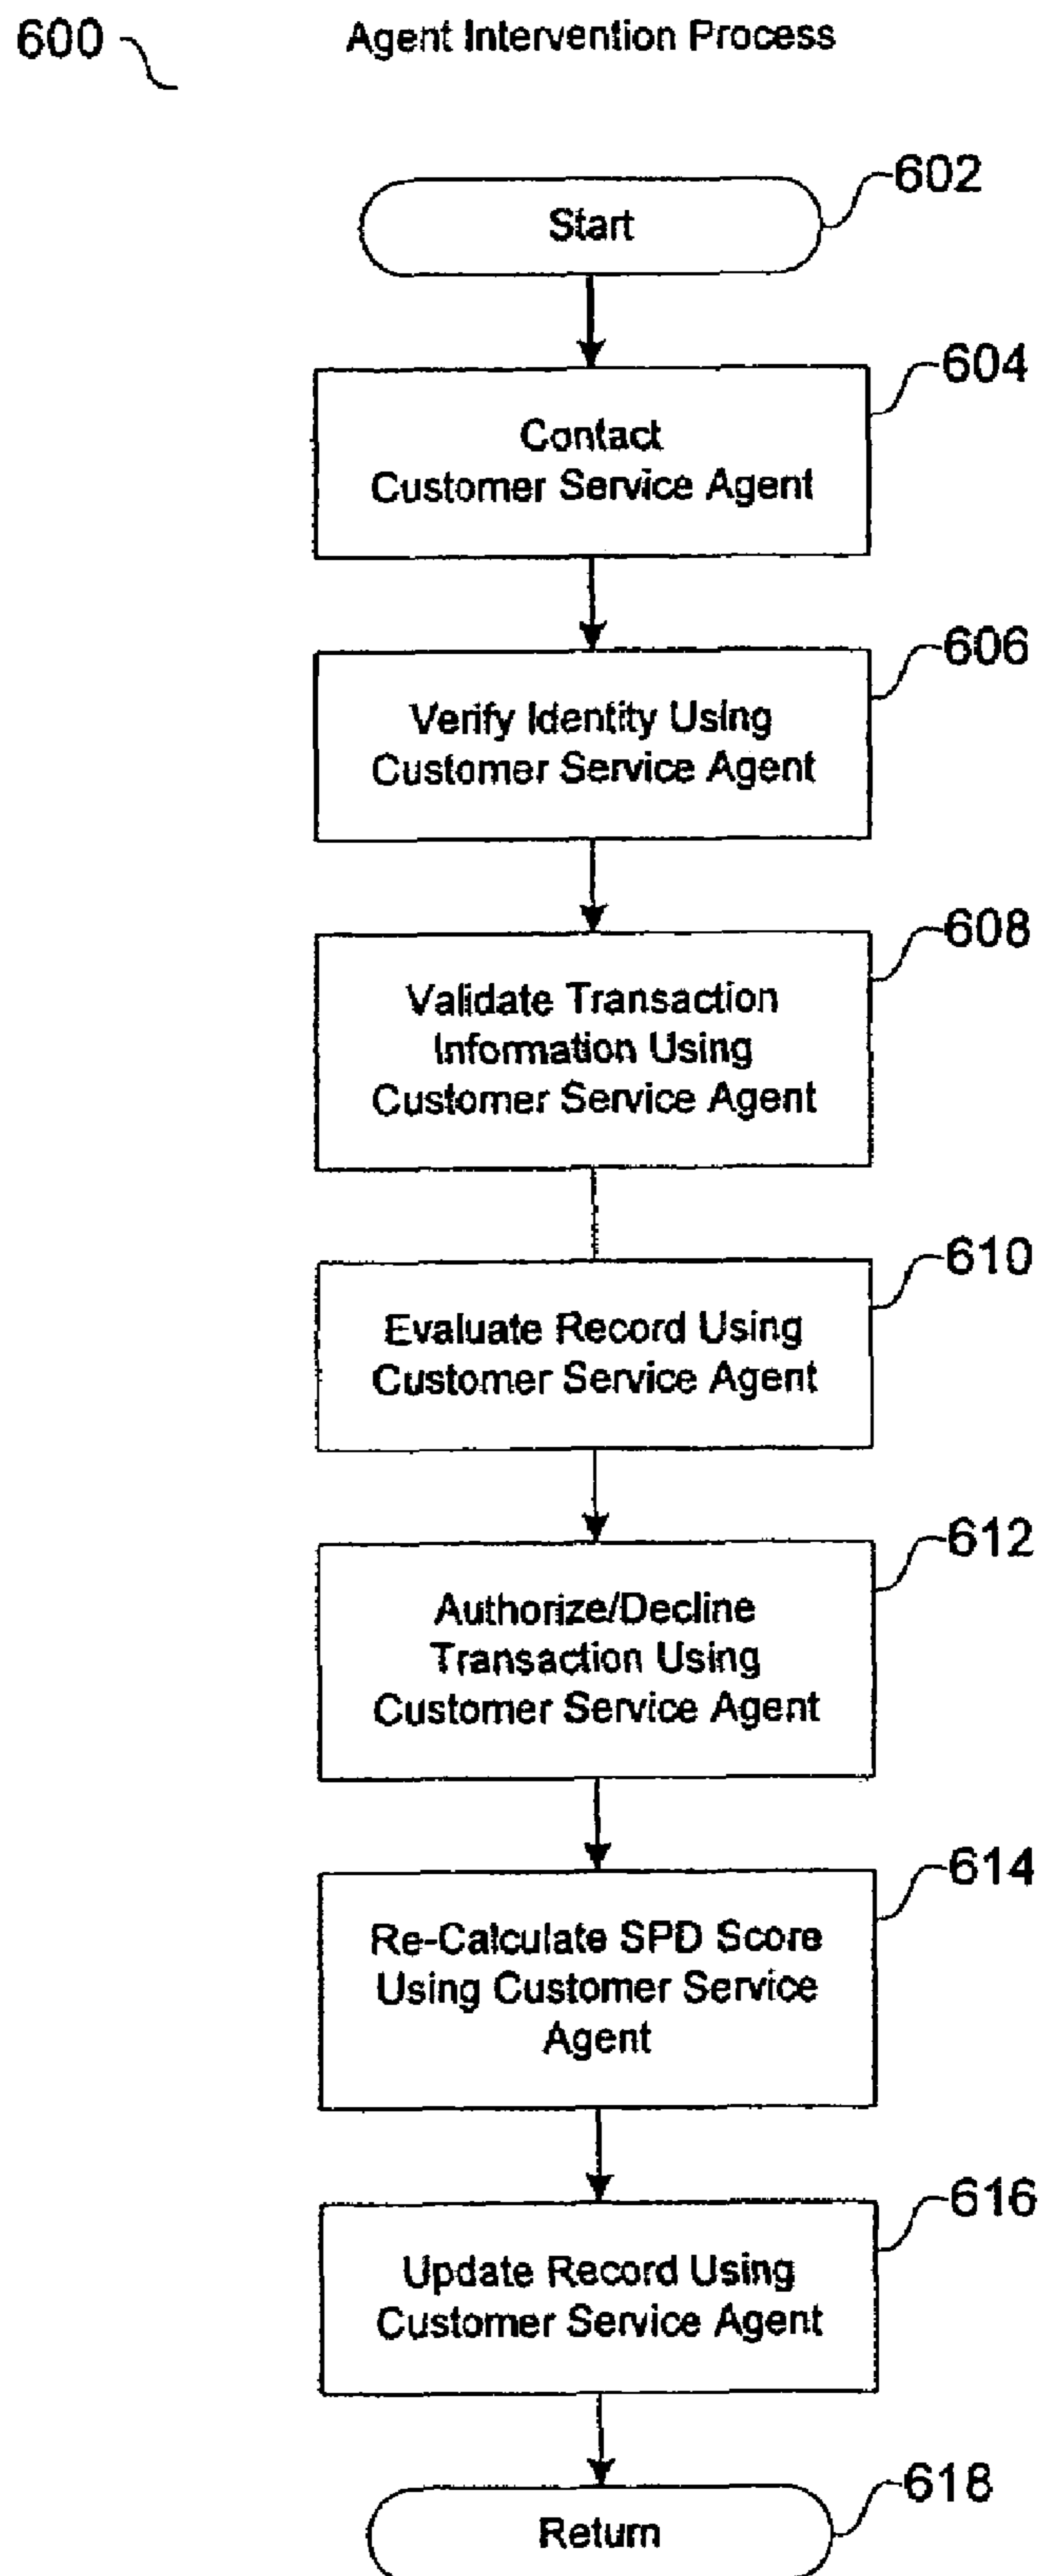 600
Agent Intervention Process
602
Start
604
Contact
Customer Service Agent
606
Verify Identity Using
Customer Service Agent
608
Validate Transaction
Information Using
Customer Service Agent
610
Evaluate Record Using
Customer Service Agent
612
Authorize/Decline
Transaction Using
Customer Service Agent
614
Re-Calculate SPD Score
Using Customer Service
Agent
616
Update Record Using
Customer Service Agent
618
Return